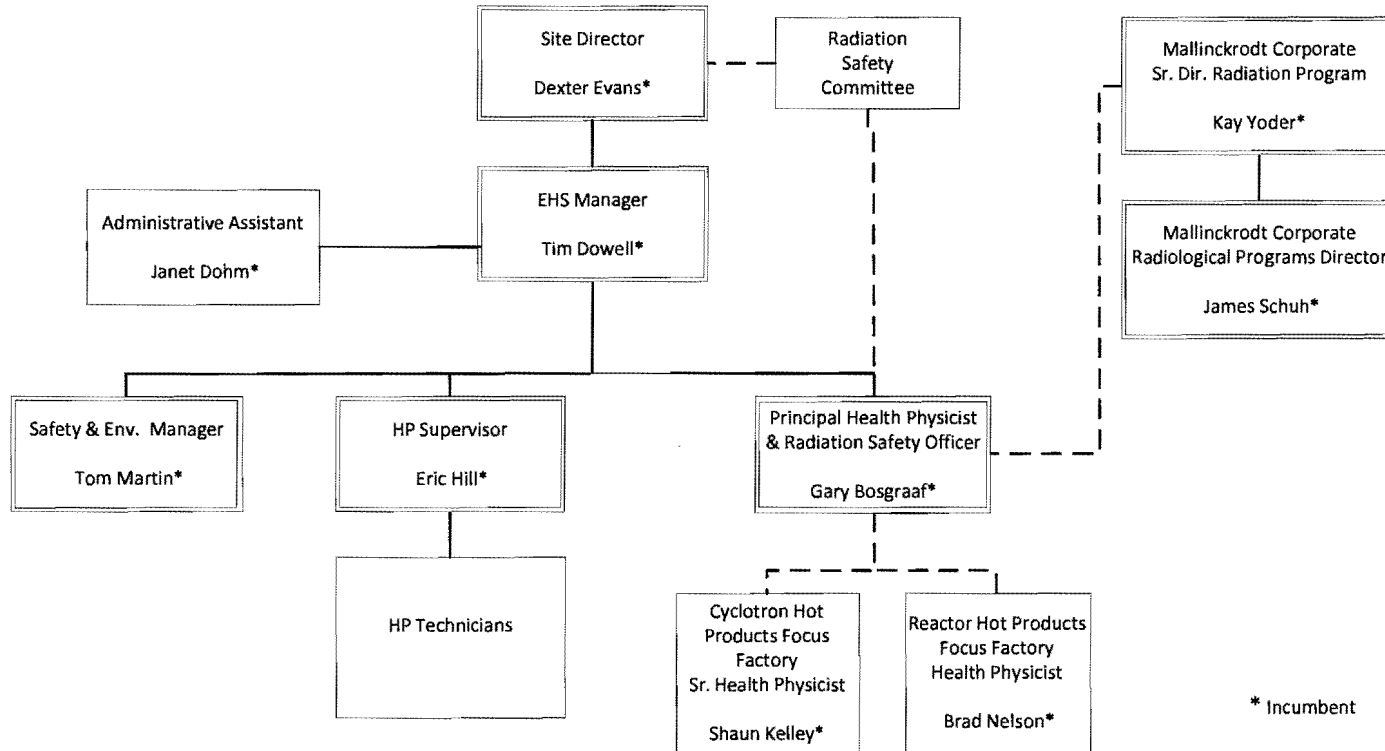 Site Director
Dexter Evans*
Radiation
Safety
Committee
Mallinckrodt Corporate
Sr. Dir. Radiation Program
Kay Yoder*
EHS Manager
Tim Dowell*
Administrative Assistant
Janet Dohm*
Mallinckrodt Corporate
Radiological Programs Director
James Schuh*
Safety & Env. Manager
Tom Martin*
HP Supervisor
Eric Hill*
Principal Health Physicist
& Radiation Safety Officer
Gary Bosgraaf*
HP Technicians
Cyclotron Hot
Products Focus
Factory
Sr. Health Physicist
Shaun Kelley*
Reactor Hot Products
Focus Factory
Health Physicist
Brad Nelson*
* Incumbent